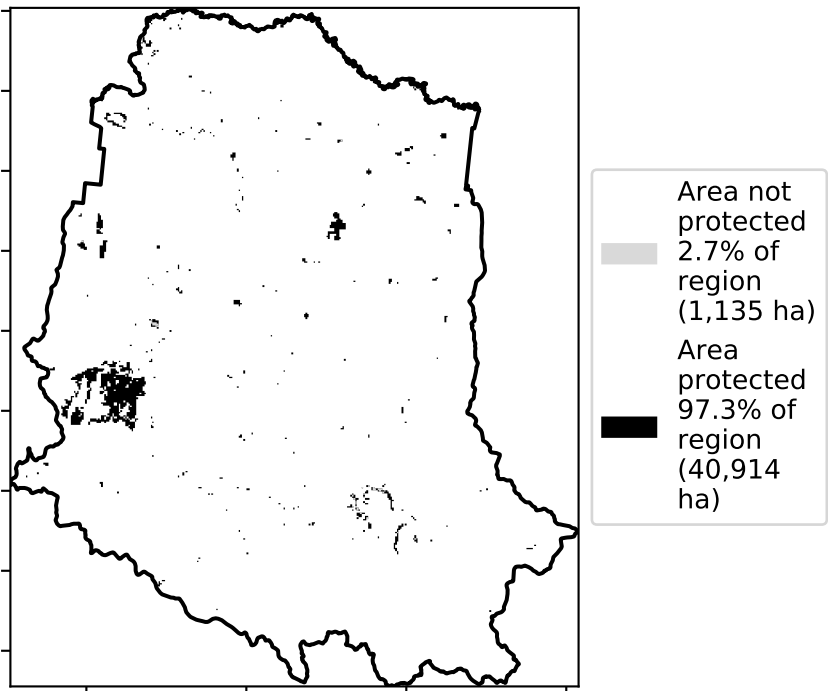 Area not
protected
2.7% of
region
(1,135 ha)
Area
protected
97.3% of
region
(40,914
ha)